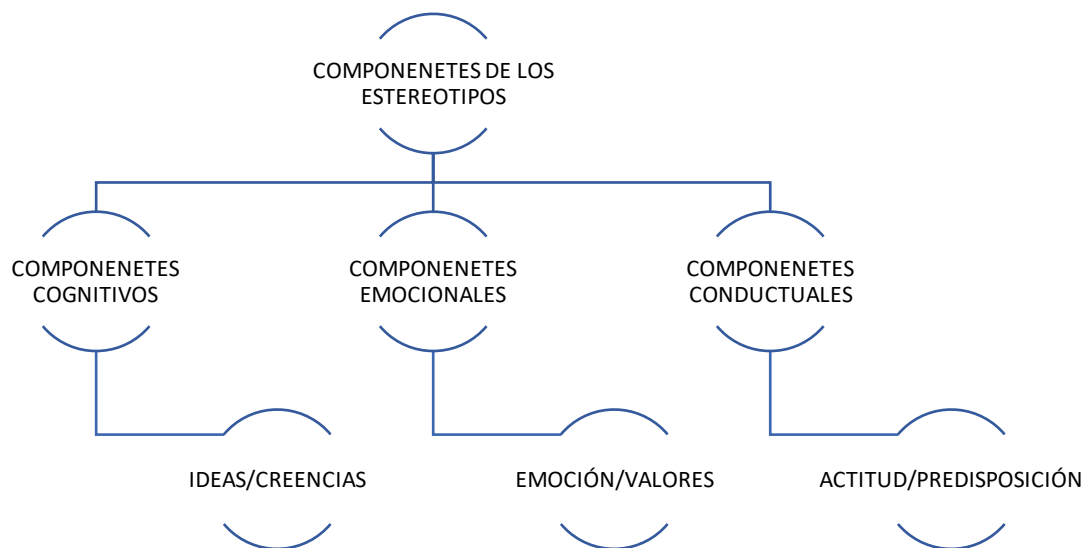 COMPONENETES DE LOS
ESTEREOTIPOS
COMPONENETES
COGNITIVOS
COMPONENETES
EMOCIONALES
COMPONENETES
CONDUCTUALES
IDEAS/CREENCIAS
EMOCIÓN/VALORES
ACTITUD/PREDISPOSICIÓN